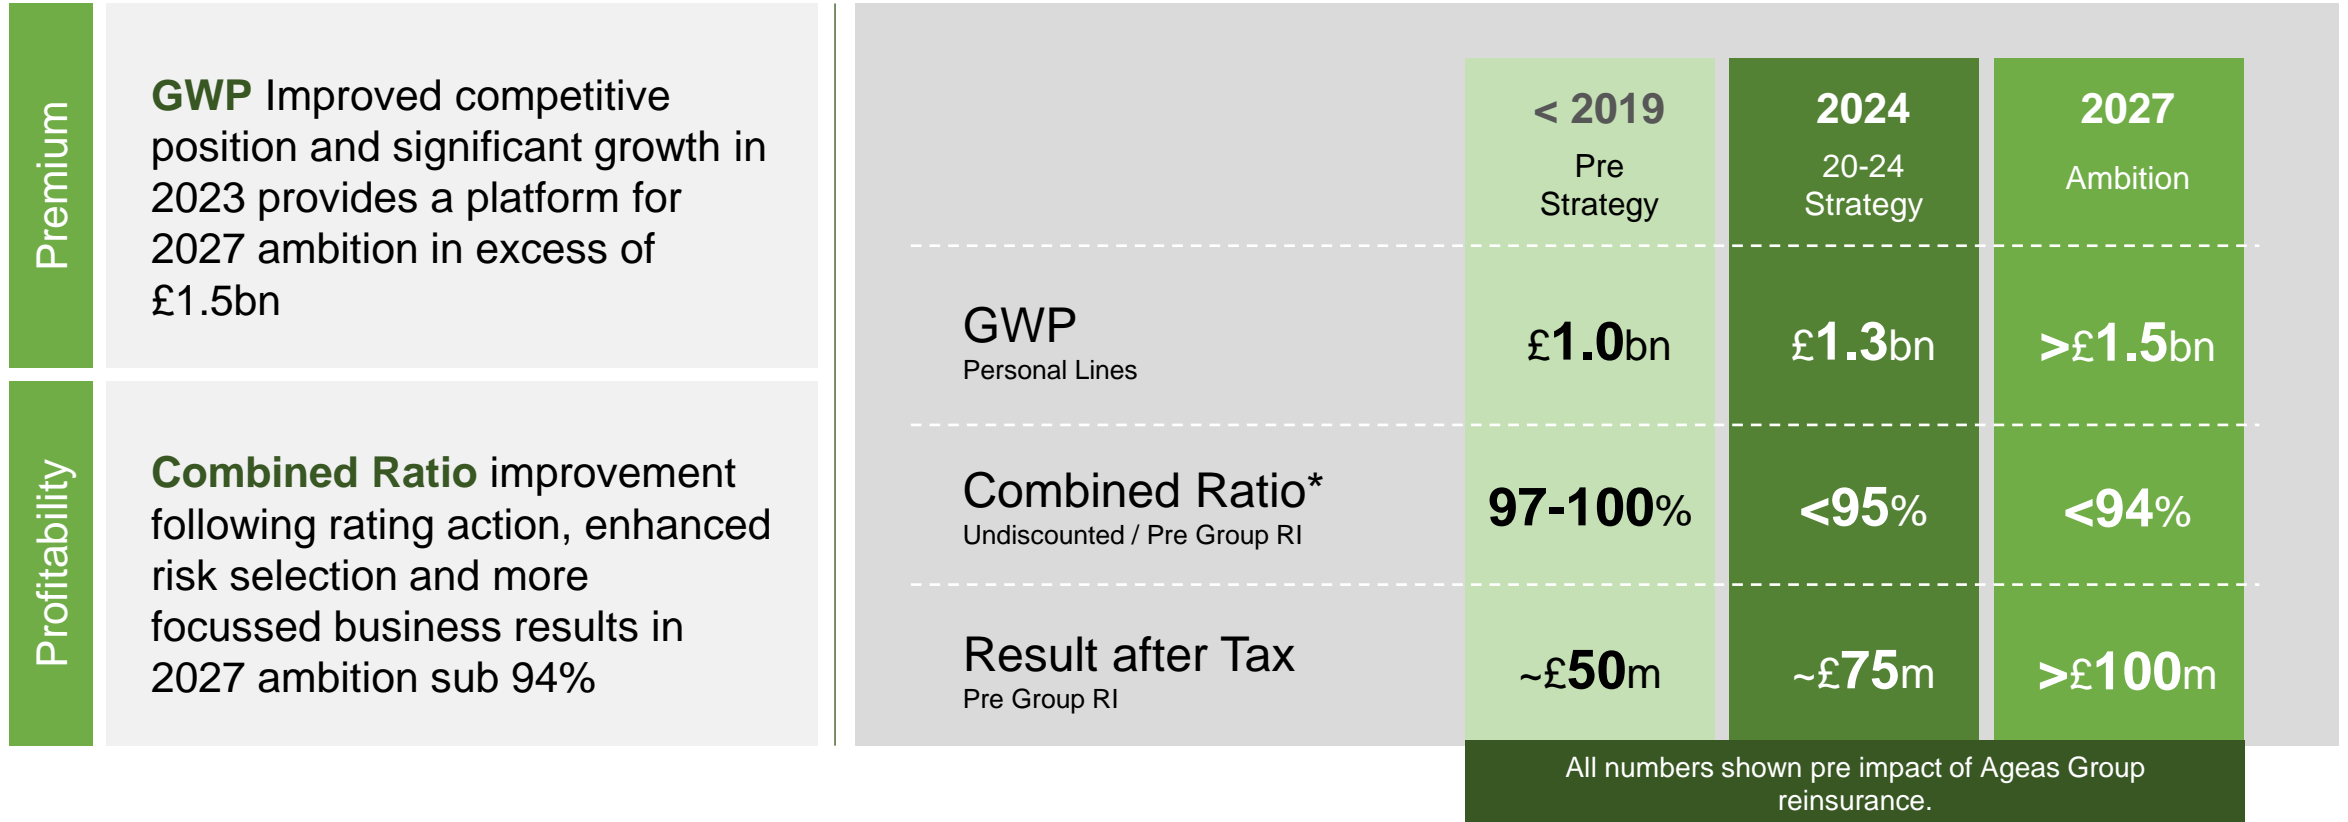 Premium
GWP Improved competitive
position and significant growth in
2023 provides a platform for
2027 ambition in excess of
£1.5bn
Profitability
Combined Ratio improvement
following rating action, enhanced
risk selection and more
focussed business results in
2027 ambition sub 94%
< 2019 2024 2027
Pre
Strategy
20-24
Strategy
Ambition
GWP
Personal Lines
£1.0bn £1.3bn >£1.5bn
Combined Ratio*
Undiscounted / Pre Group RI
97-100% <95% <94%
Result after Tax
Pre Group RI
~£50m ~£75m >£100m
All numbers shown pre impact of Ageas Group
reinsurance.